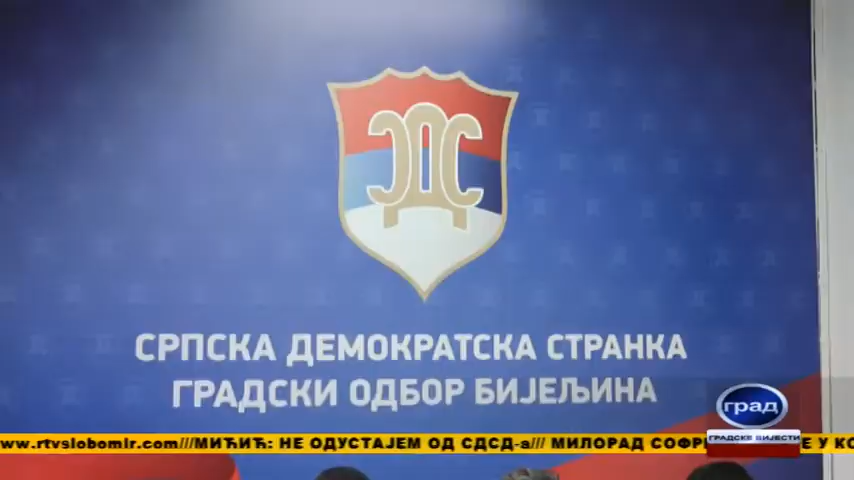 СДС
СРПСКА ДЕМОКРАТСКА СТРАНКА
ГРАДСКИ ОДБОР БИЈЕЉИНА
град
ГРАДСКЕ ВИЈЕСТИ
www.rtvslobomir.com///МИЋИЋ: НЕ ОДУСТАЈЕМ ОД СДСД-а/// МИЛОРАД